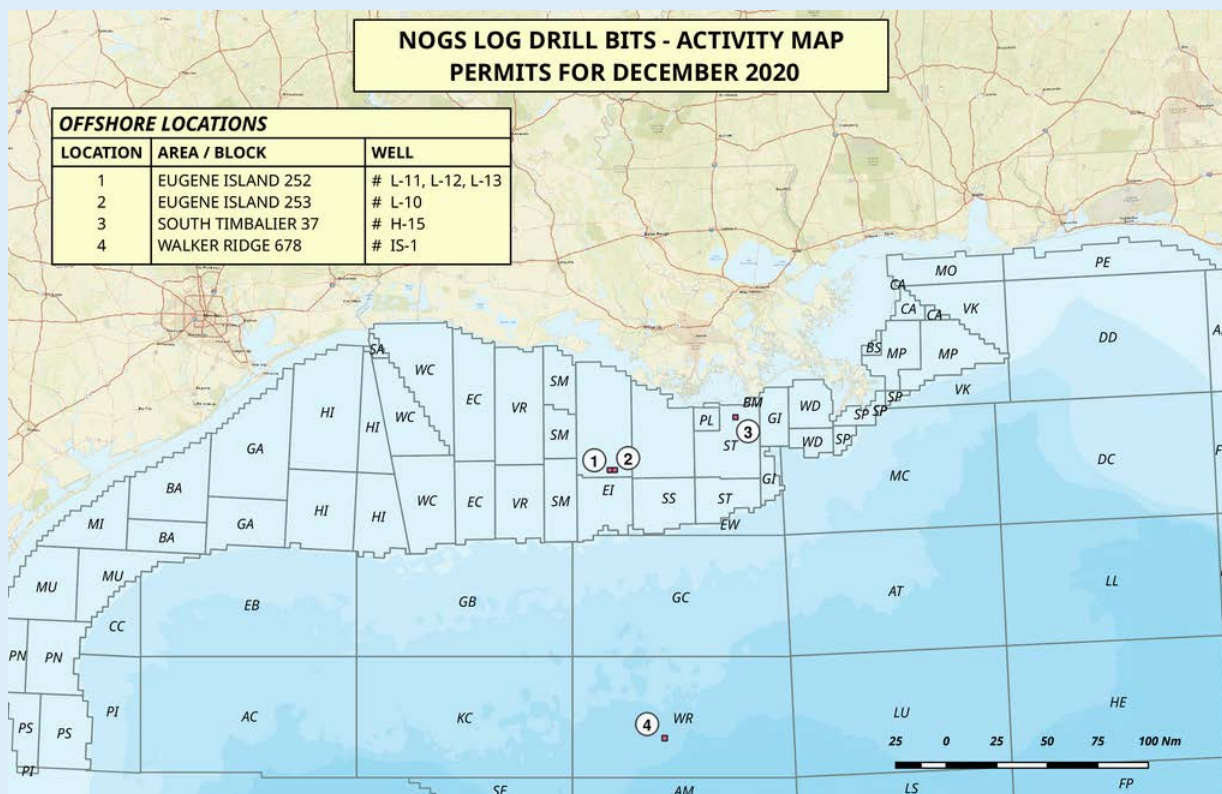 NOGS LOG DRILL BITS - ACTIVITY MAP
PERMITS FOR DECEMBER 2020
OFFSHORE LOCATIONS
LOCATION AREA / BLOCK WELL
1 EUGENE ISLAND 252 # L-11, L-12, L-13
2 EUGENE ISLAND 253 # L-10
3 SOUTH TIMBALIER 37 # H-15
4 WALKER RIDGE 678 # IS-1
MO PE
CA
CA CA VK
DD
SA WC BS MP MP
SM
HI EC VR VK
WC PL BM GI WD SP
3 SP SP
HI SM ST WD SP
GA
1 2 DC
BA EI SS ST GI MC
WC EC VR SM
MI GA HI HI EW
BA
MU MU
EB GB GC AT LL
CC
PN PN
PI AC KC 4 WR LU HE
PS PS
25 0 25 50 75 100 Nm
PI
AM LS FP